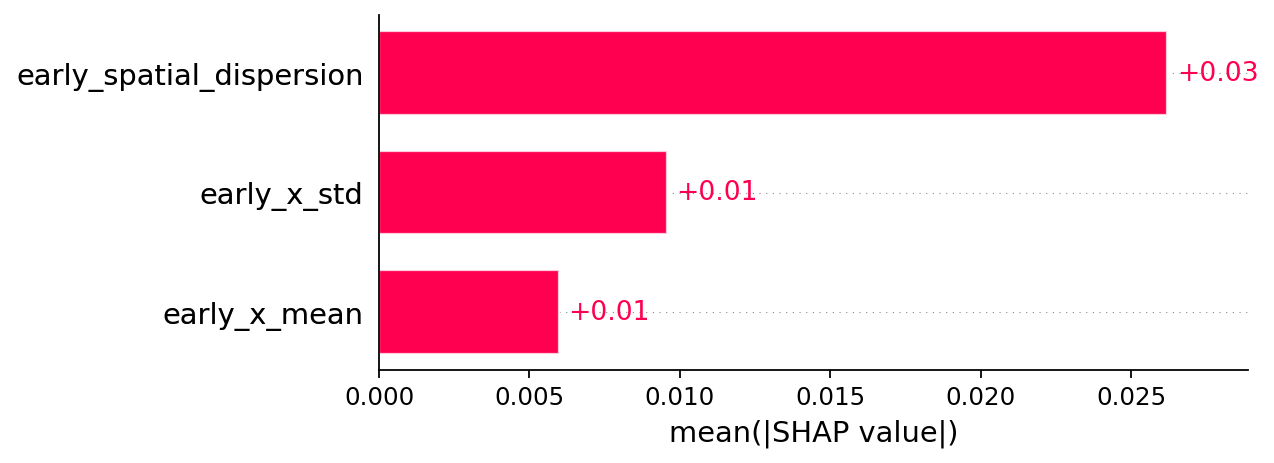 early_spatial_dispersion
+0.03
early_x_std
+0.01
early_x_mean
+0.01
0.000 0.005 0.010 0.015 0.020 0.025
mean(|SHAP value|)